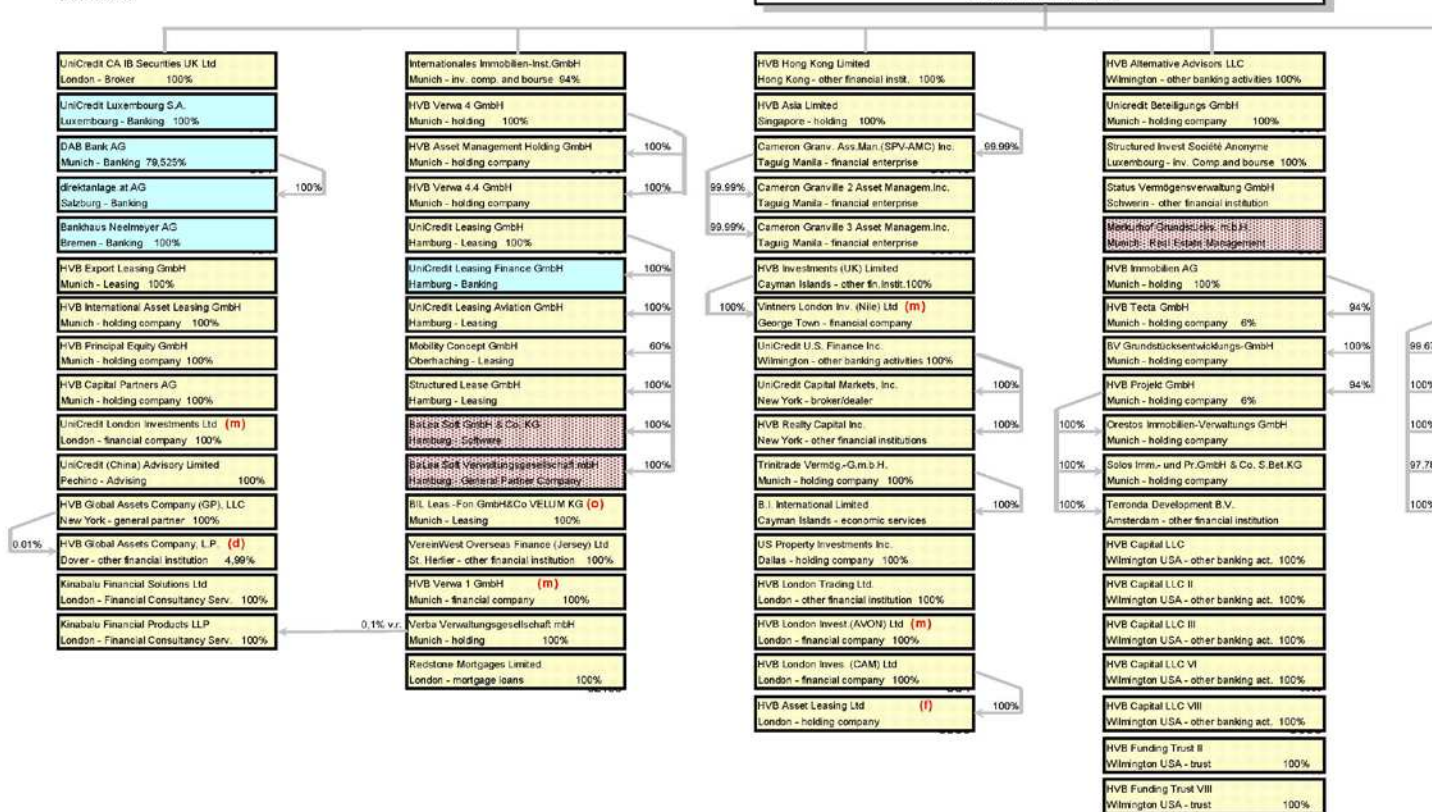 UniCredit CA IB Securities UK Ltd
London - Broker 100%
UniCredit Luxembourg S.A.
Luxembourg - Banking 100%
DAB Bank AG
Munich - Banking 79,525%
100%
direktanlage.at AG
Salzburg - Banking
Bankhaus Neelmeyer AG
Bremen - Banking 100%
HVB Export Leasing GmbH
Munich - Leasing 100%
HVB International Asset Leasing GmbH
Munich - holding company 100%
HVB Principal Equity GmbH
Munich - holding company 100%
HVB Capital Partners AG
Munich - holding company 100%
UniCredit London Investments Ltd (m)
London - financial company 100%
UniCredit (China) Advisory Limited
Pechino - Advising 100%
HVB Global Assets Company (GP), LLC
New York - general partner 100%
0.01%
HVB Global Assets Company, L.P. (d)
Dover - other financial institution 4,99%
Kinabalu Financial Solutions Ltd
London - Financial Consultancy Serv. 100%
Kinabalu Financial Products LLP
London - Financial Consultancy Serv. 100%
Internationales Immobilien-Inst.GmbH
Munich - inv. comp. and bourse 94%
HVB Verwa 4 GmbH
Munich - holding 100%
HVB Asset Management Holding GmbH
Munich - holding company
100%
HVB Verwa 4.4 GmbH
Munich - holding company
100%
UniCredit Leasing GmbH
Hamburg - Leasing 100%
UniCredit Leasing Finance GmbH
Hamburg - Banking
100%
UniCredit Leasing Aviation GmbH
Hamburg - Leasing
100%
Mobility Concept GmbH
Oberhaching - Leasing
60%
Structured Lease GmbH
Hamburg - Leasing
100%
BaLea Soft GmbH & Co. KG
Hamburg - Software
100%
BaLea Soft Verwaltungsgesellschaft mbH
Hamburg - General Partner Company
100%
BIL Leas.-Fon.GmbH&Co VELUM KG (o)
Munich - Leasing 100%
VereinWest Overseas Finance (Jersey) Ltd
St. Herlier - other financial institution 100%
HVB Verwa 1 GmbH (m)
Munich - financial company 100%
0,1% v.r.
Verba Verwaltungsgesellschaft mbH
Munich - holding 100%
Redstone Mortgages Limited
London - mortgage loans 100%
HVB Hong Kong Limited
Hong Kong - other financial instit. 100%
HVB Asia Limited
Singapore - holding 100%
Cameron Granv. Ass.Man.(SPV-AMC) Inc.
Taguig Manila - financial enterprise
99.99%
99.99%
Cameron Granville 2 Asset Managem.Inc.
Taguig Manila - financial enterprise
99.99%
Cameron Granville 3 Asset Managem.Inc.
Taguig Manila - financial enterprise
HVB Investments (UK) Limited
Cayman Islands - other fin.Instit.100%
100%
Vintners London Inv. (Nile) Ltd (m)
George Town - financial company
UniCredit U.S. Finance Inc.
Wilmington - other banking activities 100%
UniCredit Capital Markets, Inc.
New York - broker/dealer
100%
HVB Realty Capital Inc.
New York - other financial institutions
100%
Trinitrade Vermög.-G.m.b.H.
Munich - holding company 100%
B.I. International Limited
Cayman Islands - economic services
100%
US Property Investments Inc.
Dallas - holding company 100%
HVB London Trading Ltd.
London - other financial institution 100%
HVB London Invest.(AVON) Ltd (m)
London - financial company 100%
HVB London Inves. (CAM) Ltd
London - financial company 100%
HVB Asset Leasing Ltd (f)
London - holding company
100%
HVB Alternative Advisors LLC
Wilmington - other banking activities 100%
Unicredit Beteiligungs GmbH
Munich - holding company 100%
Structured Invest Société Anonyme
Luxembourg - inv. Comp.and bourse 100%
Status Vermögensverwaltung GmbH
Schwerin - other financial institution
Merkurhof Grundstücks. m.b.H.
Munich - Real Estate Management
HVB Immobilien AG
Munich - holding 100%
HVB Tecta GmbH
Munich - holding company 6%
94%
BV Grundstücksentwicklungs-GmbH
Munich - holding company
100%
HVB Projekt GmbH
Munich - holding company 6%
94%
100%
Orestos Immobilien-Verwaltungs GmbH
Munich - holding company
100%
Solos Imm.- und Pr.GmbH & Co. S.Bet.KG
Munich - holding company
100%
Terronda Development B.V.
Amsterdam - other financial institution
HVB Capital LLC
Wilmington USA - other banking act. 100%
HVB Capital LLC II
Wilmington USA - other banking act. 100%
HVB Capital LLC III
Wilmington USA - other banking act. 100%
HVB Capital LLC VI
Wilmington USA - other banking act. 100%
HVB Capital LLC VIII
Wilmington USA - other banking act. 100%
HVB Funding Trust II
Wilmington USA - trust 100%
HVB Funding Trust VIII
Wilmington USA - trust 100%
99.67
100%
100%
97.78
100%